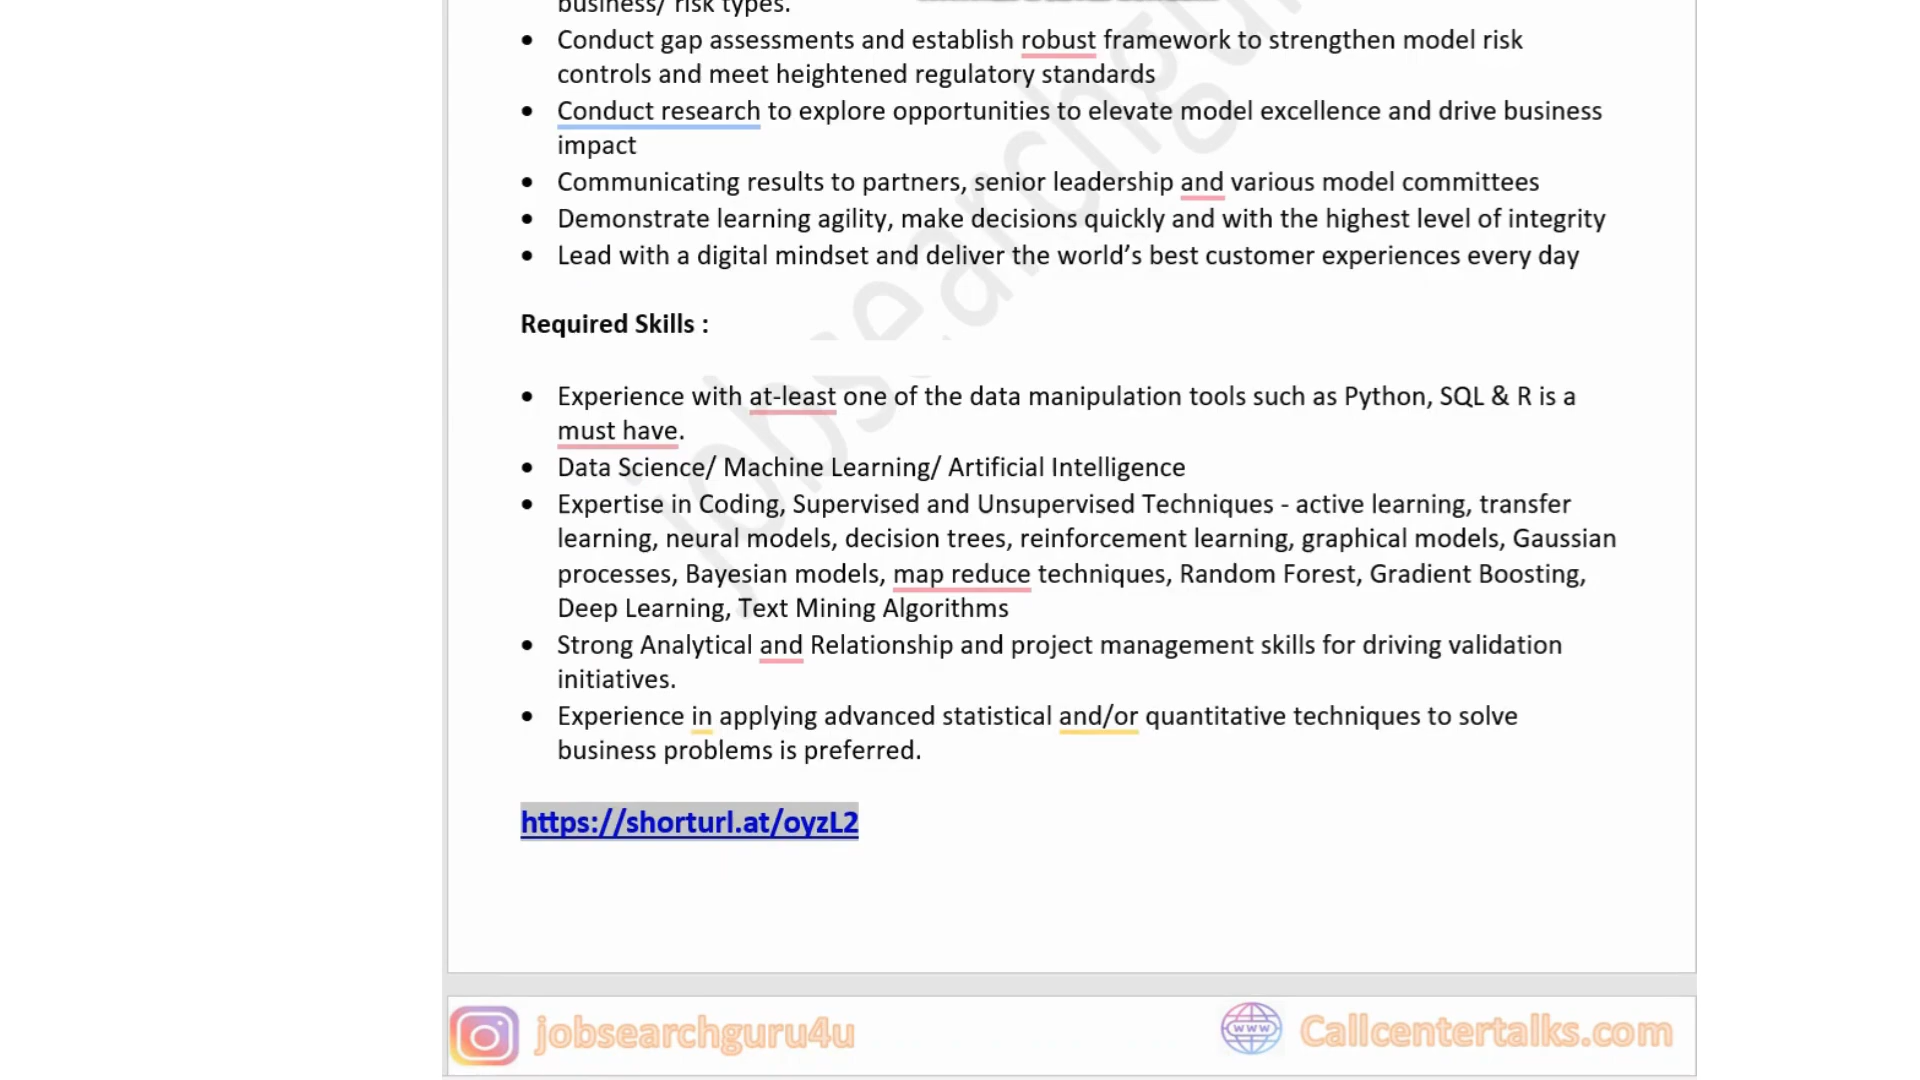 business/ risk types.
• Conduct gap assessments and establish robust framework to strengthen model risk
controls and meet heightened regulatory standards
• Conduct research to explore opportunities to elevate model excellence and drive business
impact
• Communicating results to partners, senior leadership and various model committees
• Demonstrate learning agility, make decisions quickly and with the highest level of integrity
• Lead with a digital mindset and deliver the world’s best customer experiences every day
Required Skills :
• Experience with at-least one of the data manipulation tools such as Python, SQL & R is a
must have.
• Data Science/ Machine Learning/ Artificial Intelligence
• Expertise in Coding, Supervised and Unsupervised Techniques - active learning, transfer
learning, neural models, decision trees, reinforcement learning, graphical models, Gaussian
processes, Bayesian models, map reduce techniques, Random Forest, Gradient Boosting,
Deep Learning, Text Mining Algorithms
• Strong Analytical and Relationship and project management skills for driving validation
initiatives.
• Experience in applying advanced statistical and/or quantitative techniques to solve
business problems is preferred.
https://shorturl.at/oyzL2
jobsearchguru4u
www Callcentertalks.com